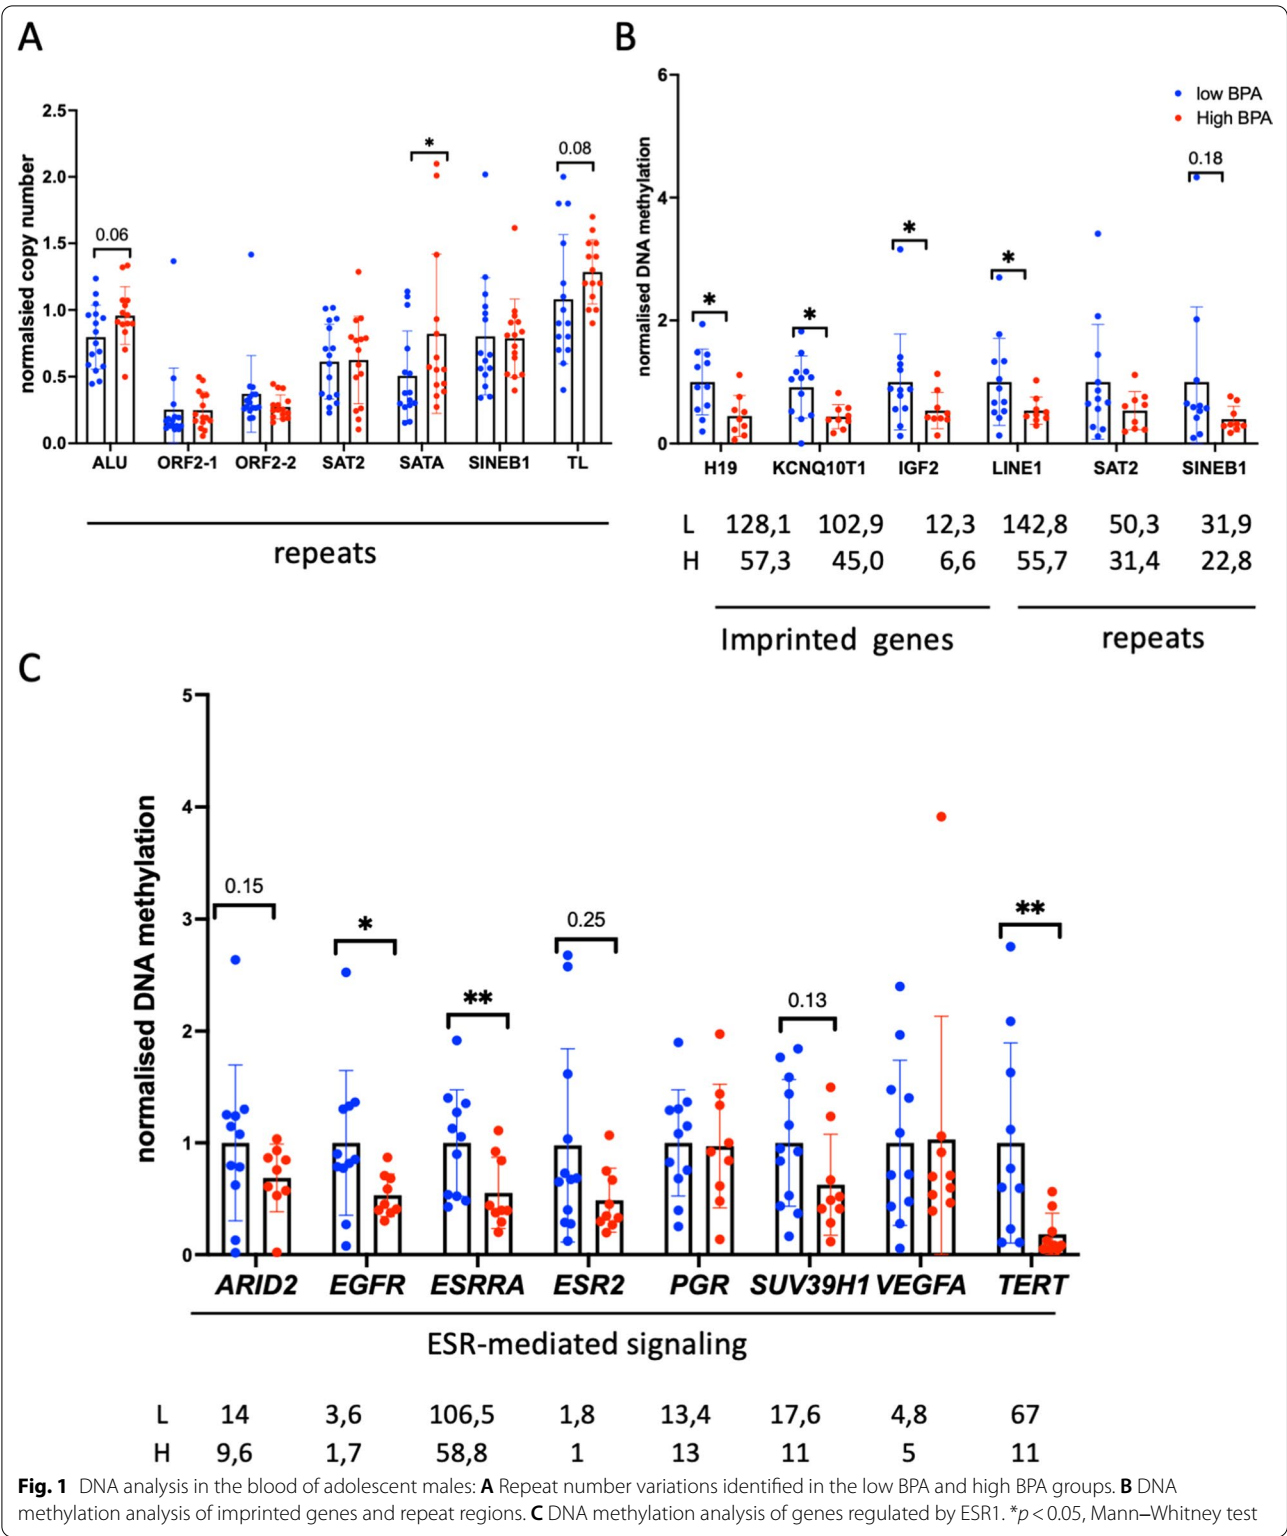 A
2.5
2.0
1.5
1.0
0.5
0.0
normalsied copy number
0.06
*
0.08
ALU ORF2-1 ORF2-2 SAT2 SATA SINEB1 TL
repeats
B
6
4
2
0
normalised DNA methylation
low BPA
High BPA
* * * * 0.18
H19 KCNQ10T1 IGF2 LINE1 SAT2 SINEB1
L 128,1 102,9 12,3 142,8 50,3 31,9
H 57,3 45,0 6,6 55,7 31,4 22,8
Imprinted genes repeats
C
5
4
3
2
1
0
normalised DNA methylation
0.15 * ** 0.25 0.13 **
ARID2 EGFR ESRRA ESR2 PGR SUV39H1 VEGFA TERT
ESR-mediated signaling
L 14 3,6 106,5 1,8 13,4 17,6 4,8 67
H 9,6 1,7 58,8 1 13 11 5 11
Fig. 1 DNA analysis in the blood of adolescent males: A Repeat number variations identified in the low BPA and high BPA groups. B DNA
methylation analysis of imprinted genes and repeat regions. C DNA methylation analysis of genes regulated by ESR1. *p < 0.05, Mann–Whitney test